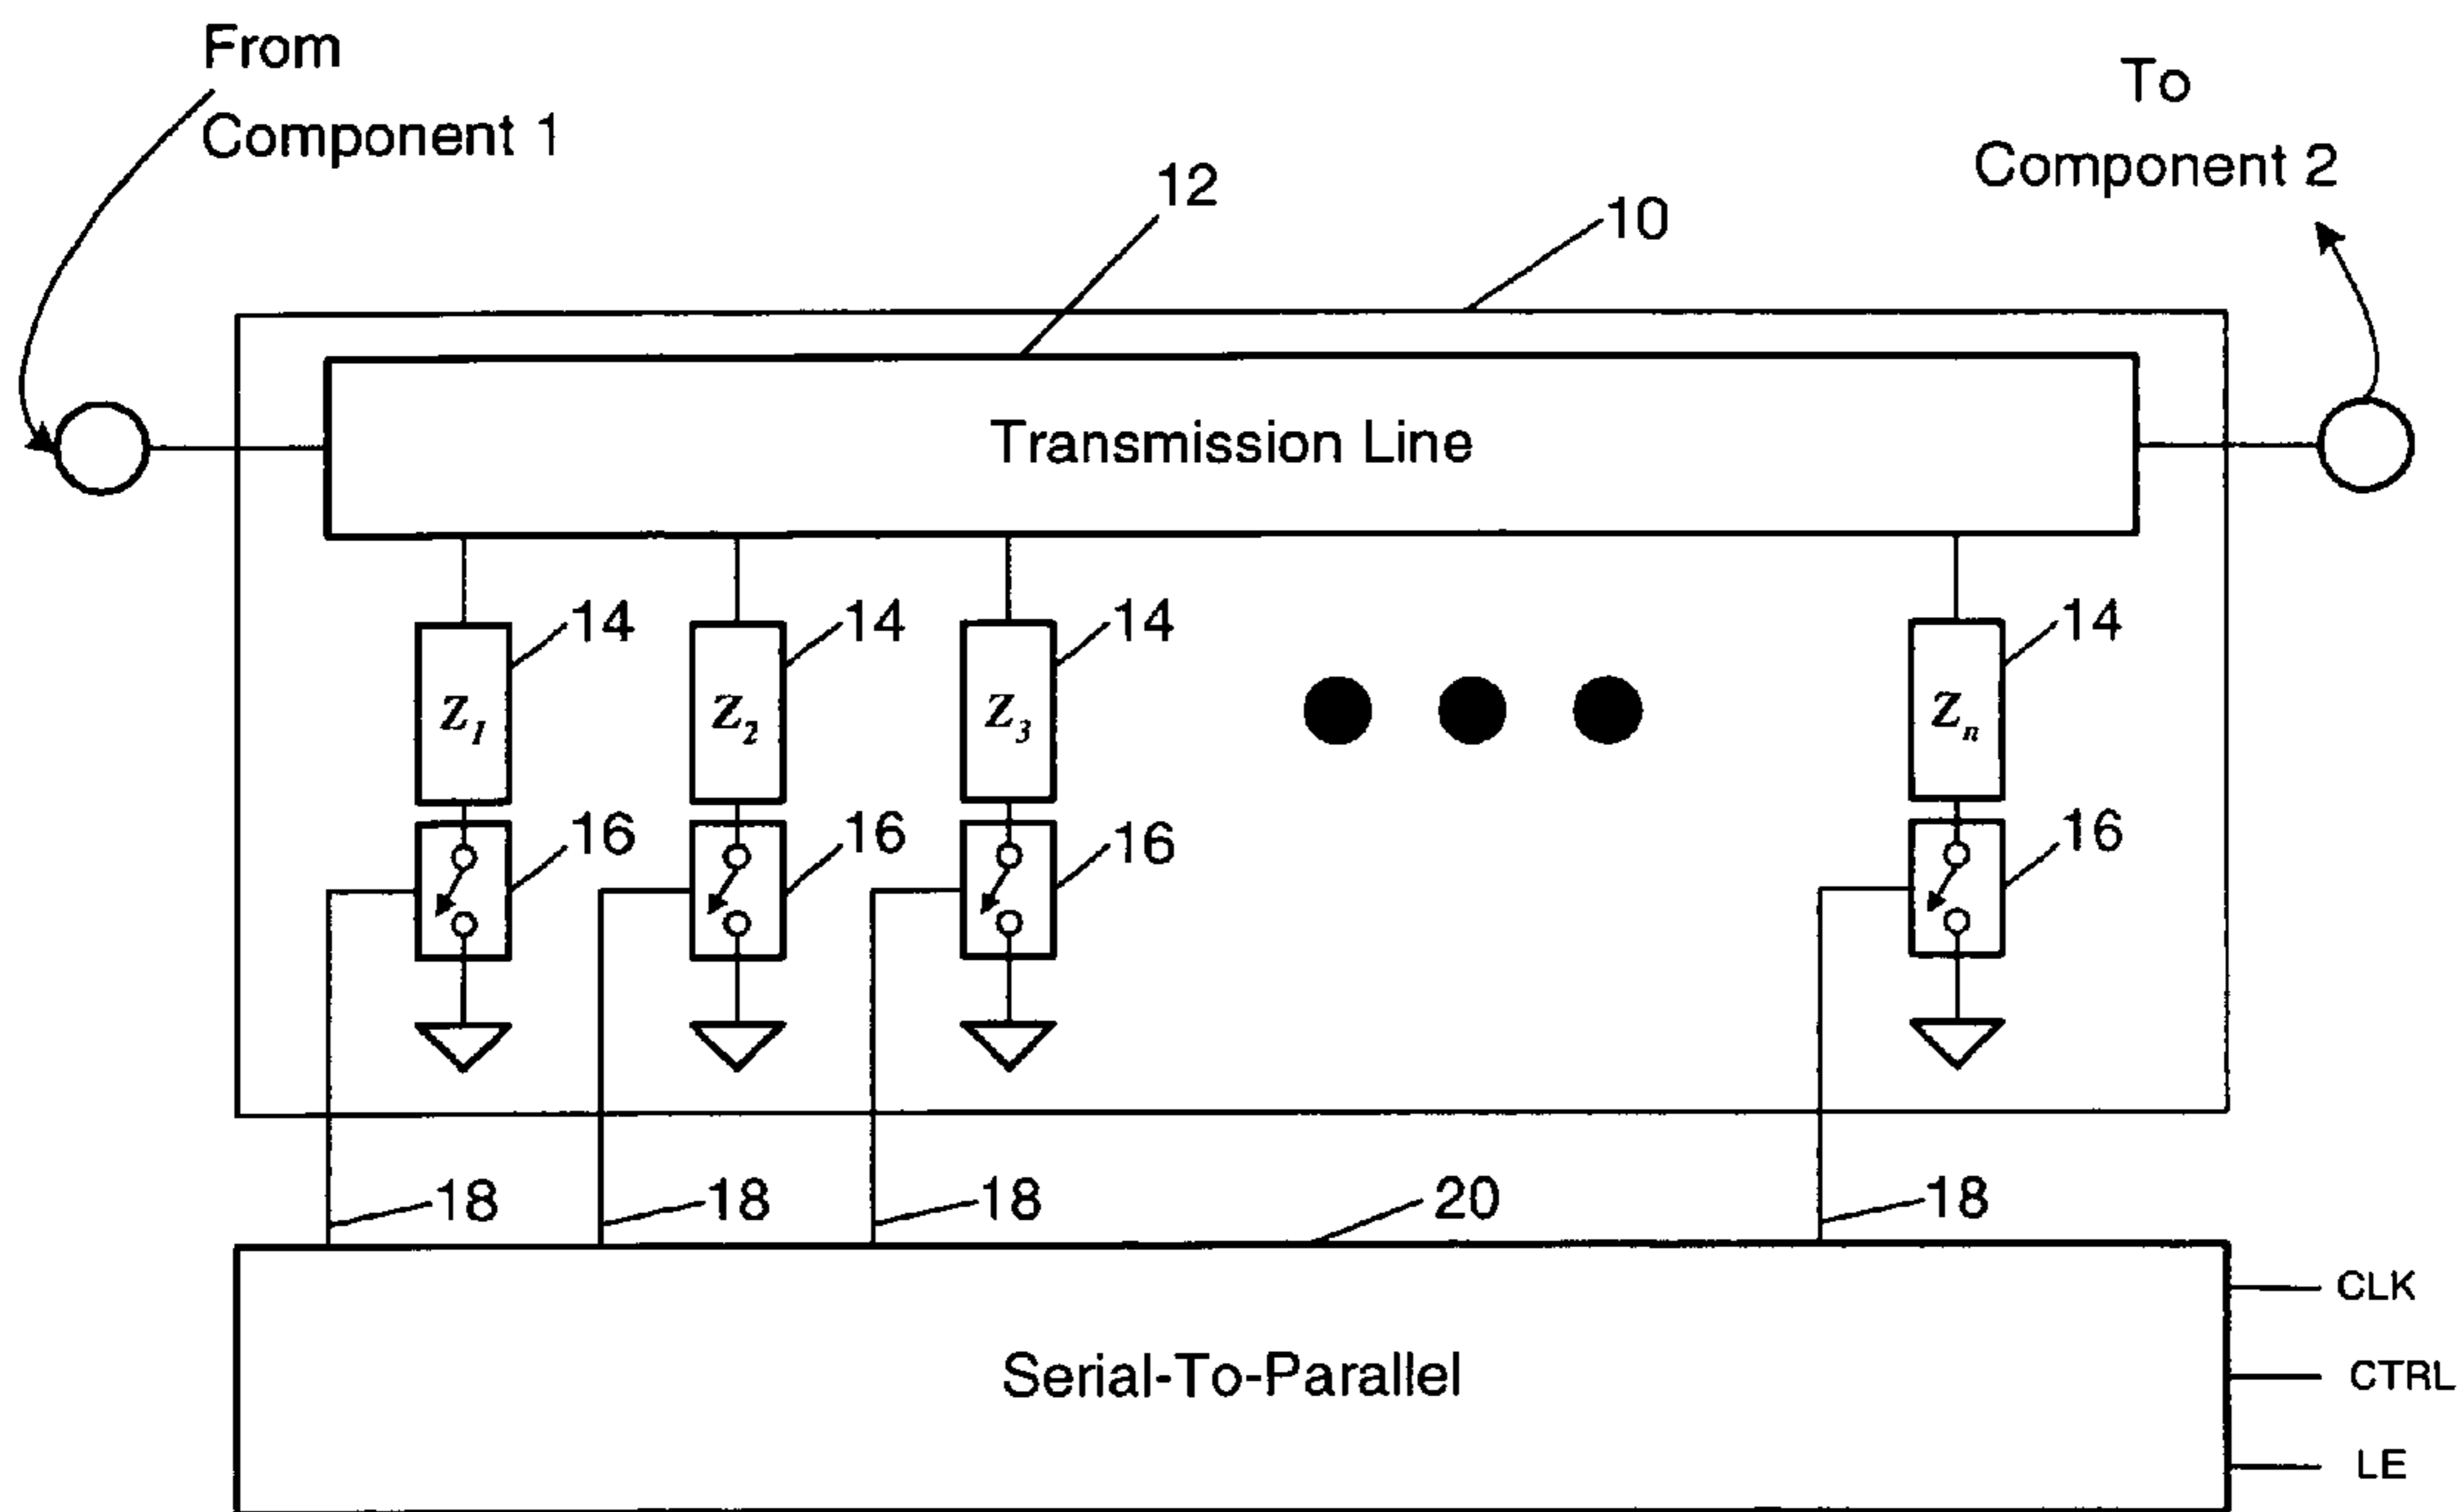 From
Component 1
To
Component 2
12
10
Transmission Line
14
14
14
14
Z1
Z2
Z3
Zn
16
16
16
16
18
18
18
20
18
CLK
Serial-To-Parallel
CTRL
LE